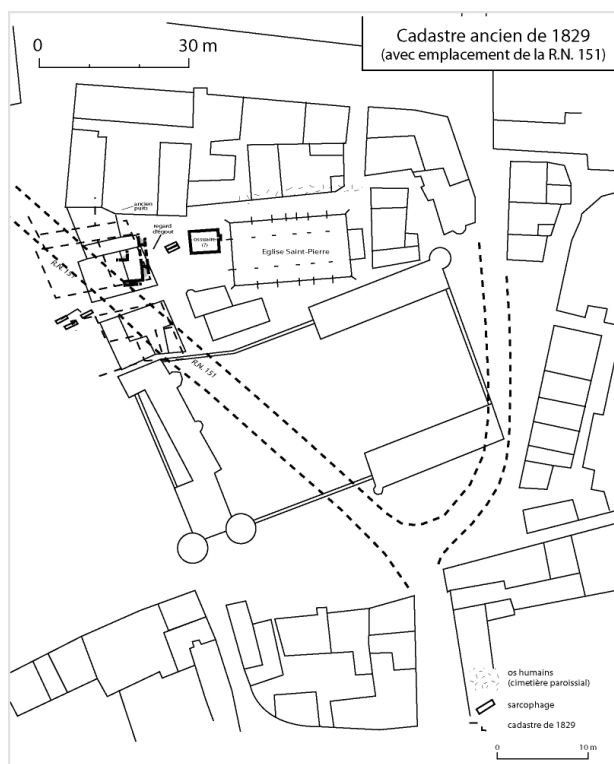 Cadastre ancien de 1829
(avec emplacement de la R.N. 151)
0 30 m
ancien
puits
regard
d'égout
ossuaire
(?)
Eglise Saint-Pierre
R.N. 151
R.N. 151
os humains
(cimetière paroissial)
sarcophage
cadastre de 1829
0 10 m